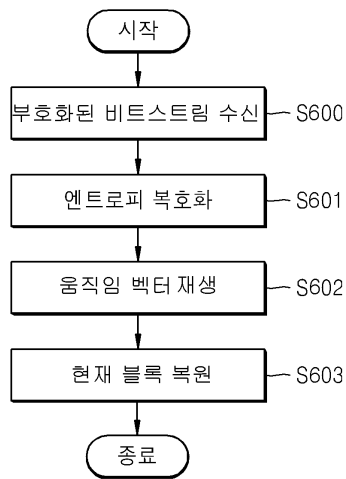 시작
부호화된 비트스트림 수신 S600
엔트로피 복호화 S601
움직임 벡터 재생 S602
현재 블록 복원 S603
종료